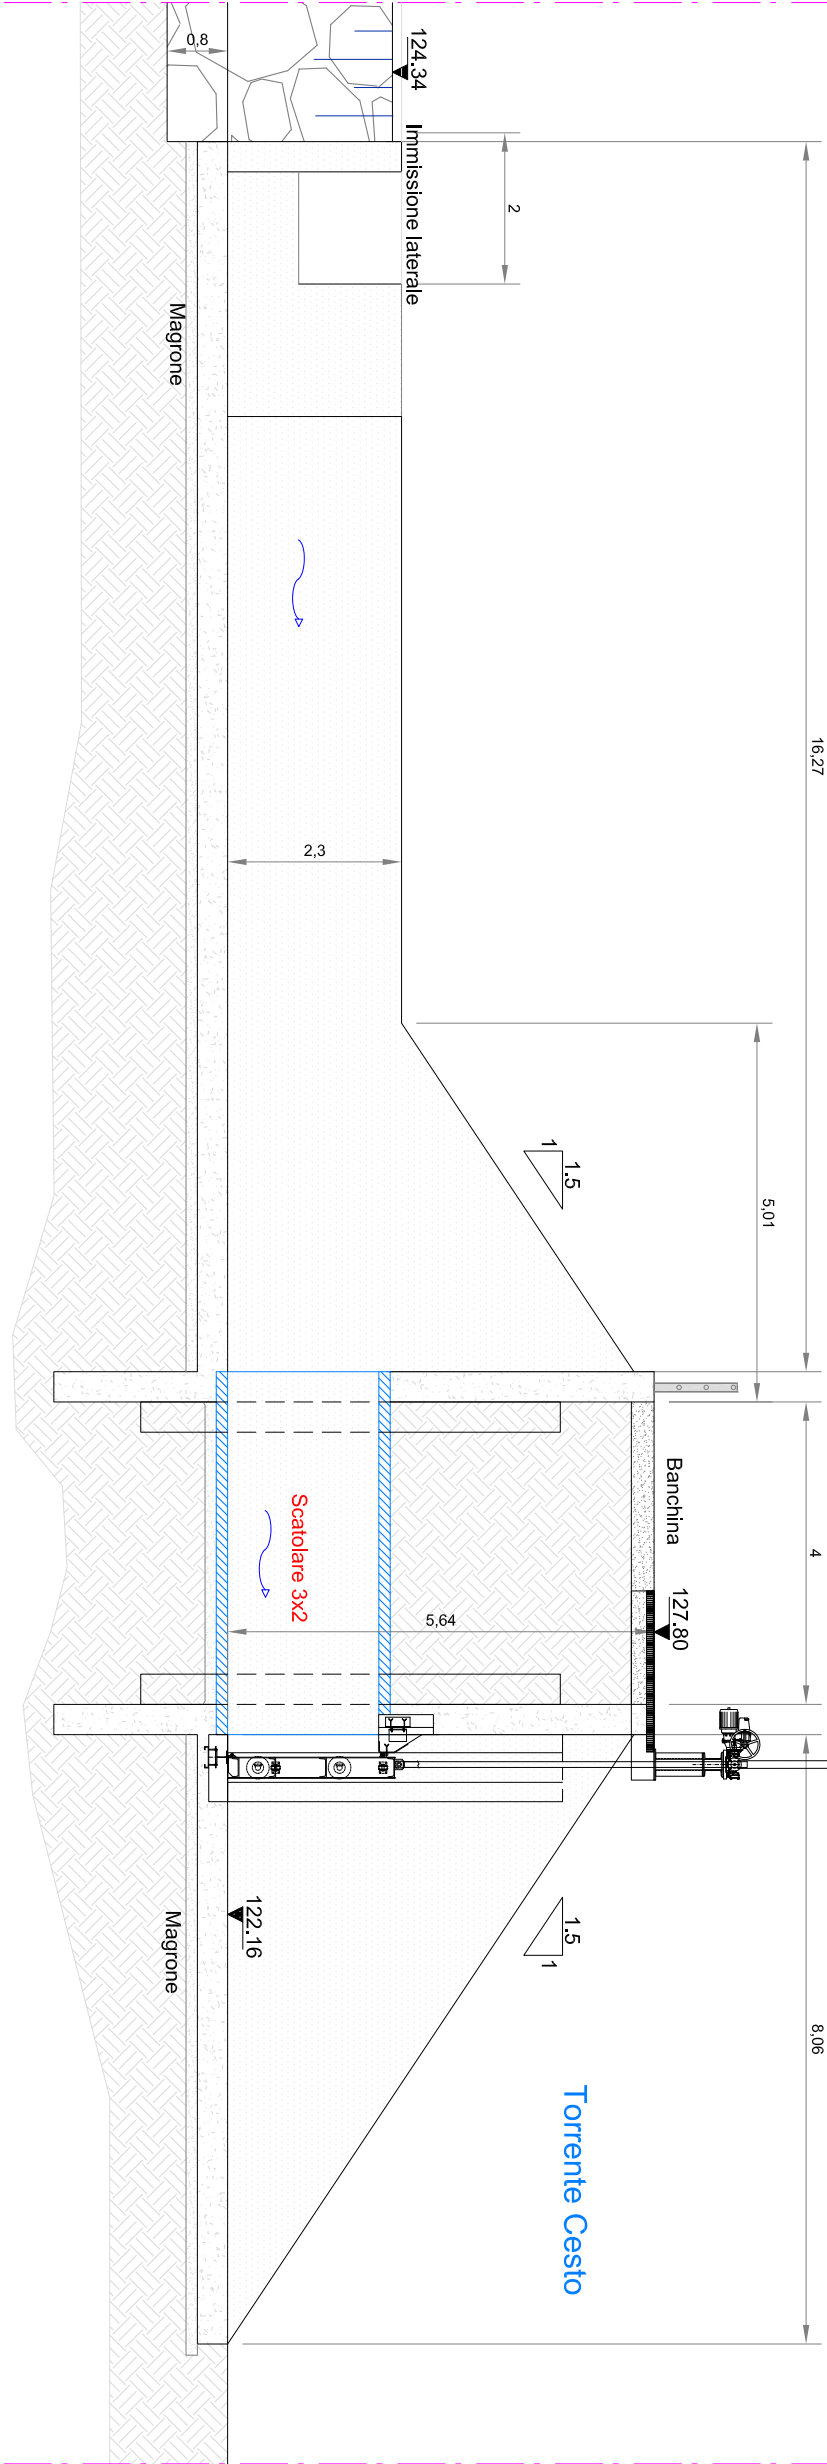 0,8
124.34
Immissione laterale
2
Magrone
16,27
2,3
1
1.5
5,01
Banchina
4
Scatolare 3x2
127.80
5,64
122.16
Magrone
1.5
1
8,06
Torrente Cesto